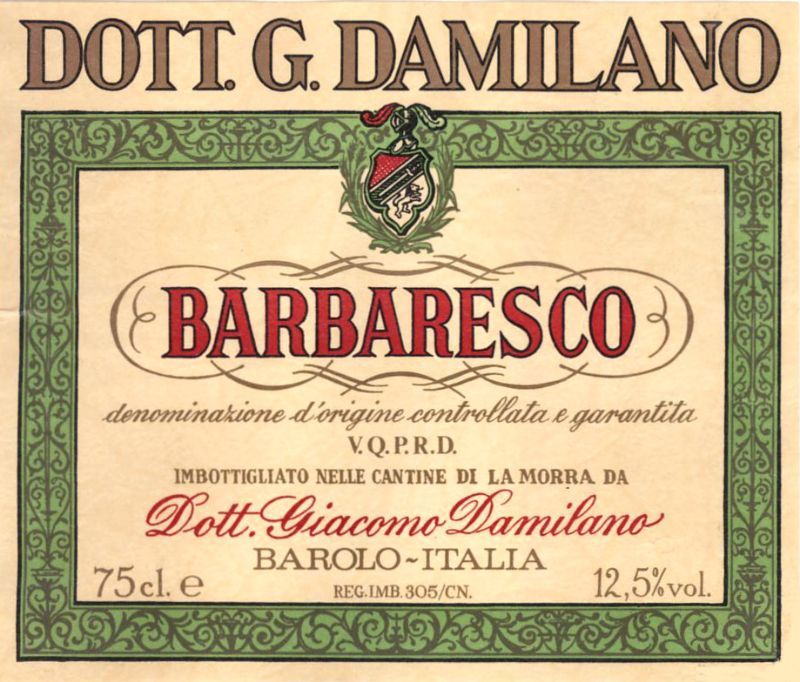 DOTT. G. DAMILANO
BARBARESCO
denominazione d'origine controllata e garantita
V.Q.P.R.D.
IMBOTTIGLIATO NELLE CANTINE DI LA MORRA DA
Dott. Giacomo Damilano
BAROLO~ITALIA
75cl. e REG.IMB.305/CN. 12,5%vol.